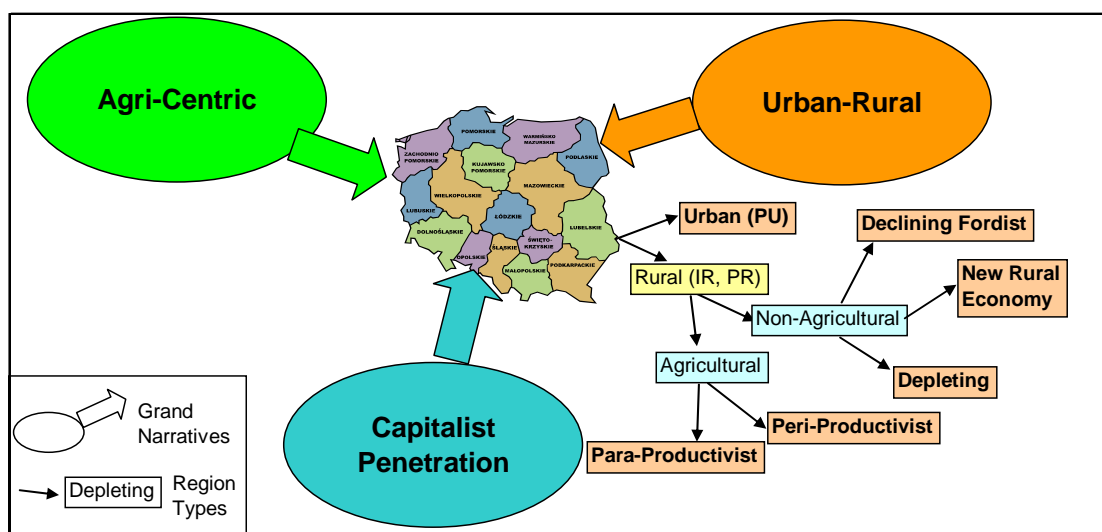 Agri-Centric
Urban-Rural
POMORSKIE
WARMIŃSKO
MAZURSKIE
ZACHODNIO
POMORSKIE
PODLASKIE
KUJAWSKO
POMORSKIE
MAZOWIECKIE
WIELKOPOLSKIE
LUBUSKIE
ŁÓDZKIE
LUBELSKIE
DOLNOŚLĄSKIE
ŚWIĘTO-
KRZYSKIE
OPOLSKIE
ŚLĄSKIE
PODKARPACKIE
MAŁOPOLSKIE
Urban (PU)
Declining Fordist
Rural (IR, PR)
New Rural
Economy
Non-Agricultural
Agricultural
Depleting
Peri-Productivist
Para-Productivist
Capitalist
Penetration
Grand
Narratives
Depleting
Region
Types